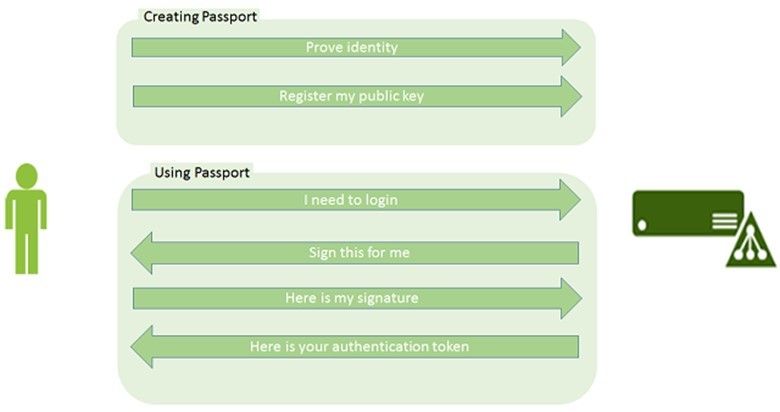 Creating Passport
Prove identity
Register my public key
Using Passport
I need to login
Sign this for me
Here is my signature
Here is your authentication token